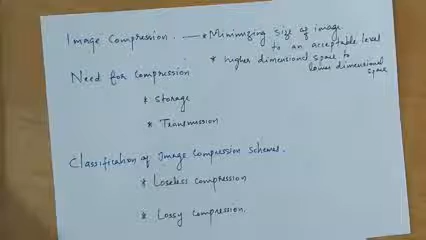 Image Compression. — * Minimizing size of image
to an acceptable level
* higher dimensional space to
lower dimensional
space
Need for compression
* Storage
* Transmission
Classification of Image Compression Schemes.
* Loseless compression
* Lossy compression.